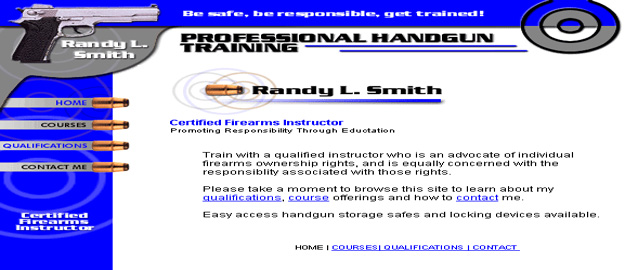 Be safe, be responsible, get trained!
Randy L.
Smith
PROFESSIONAL HANDGUN
TRAINING
Randy L. Smith
HOME
COURSES
QUALIFICATIONS
CONTACT ME
Certified
Firearms
Instructor
Certified Firearms Instructor
Promoting Responsibility Through Eductation
Train with a qualified instructor who is an advocate of individual
firearms ownership rights, and is equally concerned with the
responsiblity associated with those rights.
Please take a moment to browse this site to learn about my
qualifications, course offerings and how to contact me.
Easy access handgun storage safes and locking devices available.
HOME | COURSES| QUALIFICATIONS | CONTACT